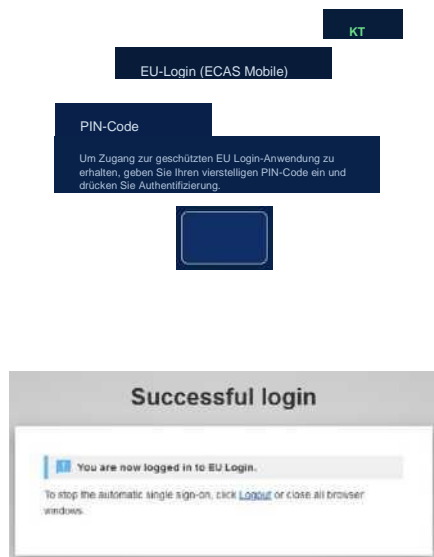 KT
EU-Login (ECAS Mobile)
PIN-Code
Um Zugang zur geschützten EU Login-Anwendung zu
erhalten, geben Sie Ihren vierstelligen PIN-Code ein und
drücken Sie Authentifizierung.
Successful login
You are now logged in to EU Login.
To stop the automatic single sign-on, click Logout or close all browser
windows.